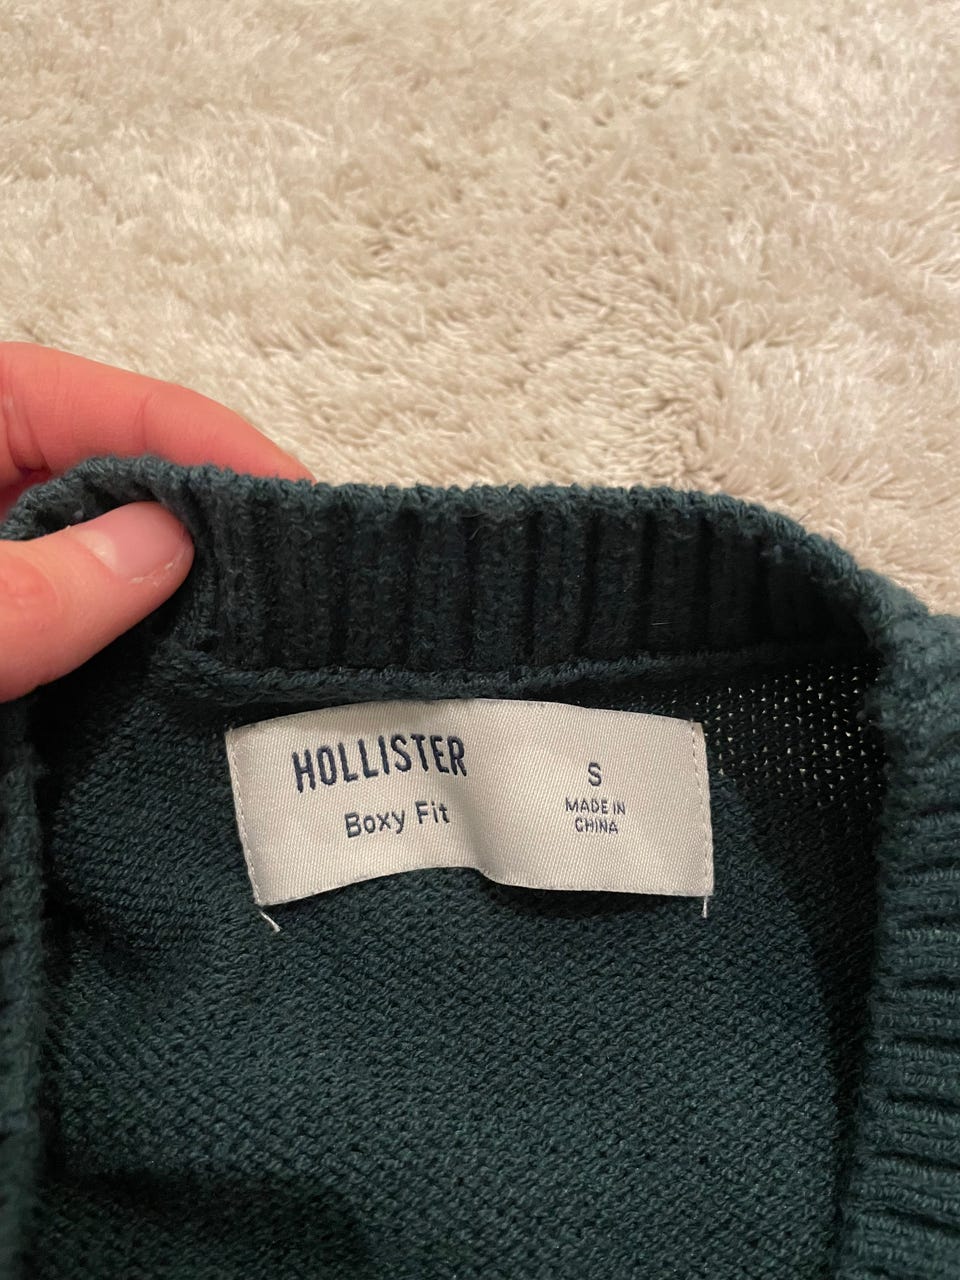 HOLLISTER
Boxy Fit
S
MADE IN
CHINA